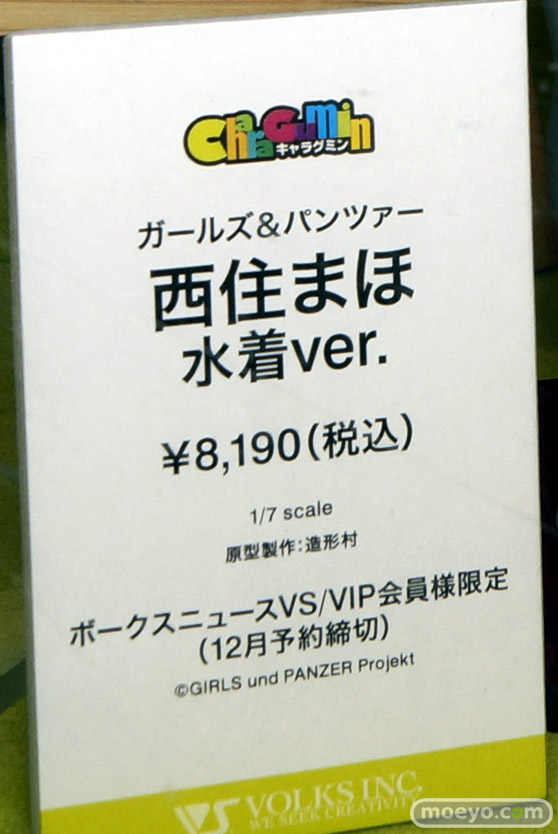 CharaGumin
キャラグミン
ガールズ&パンツァー
西住まほ
水着ver.
¥8,190(税込)
1/7 scale
原型製作:造形村
ボークスニュースVS/VIP会員様限定
(12月予約締切)
©GIRLS und PANZER Projekt
VS VOLKS INC.
WE SEEK CREATIVITY
moeyo.com